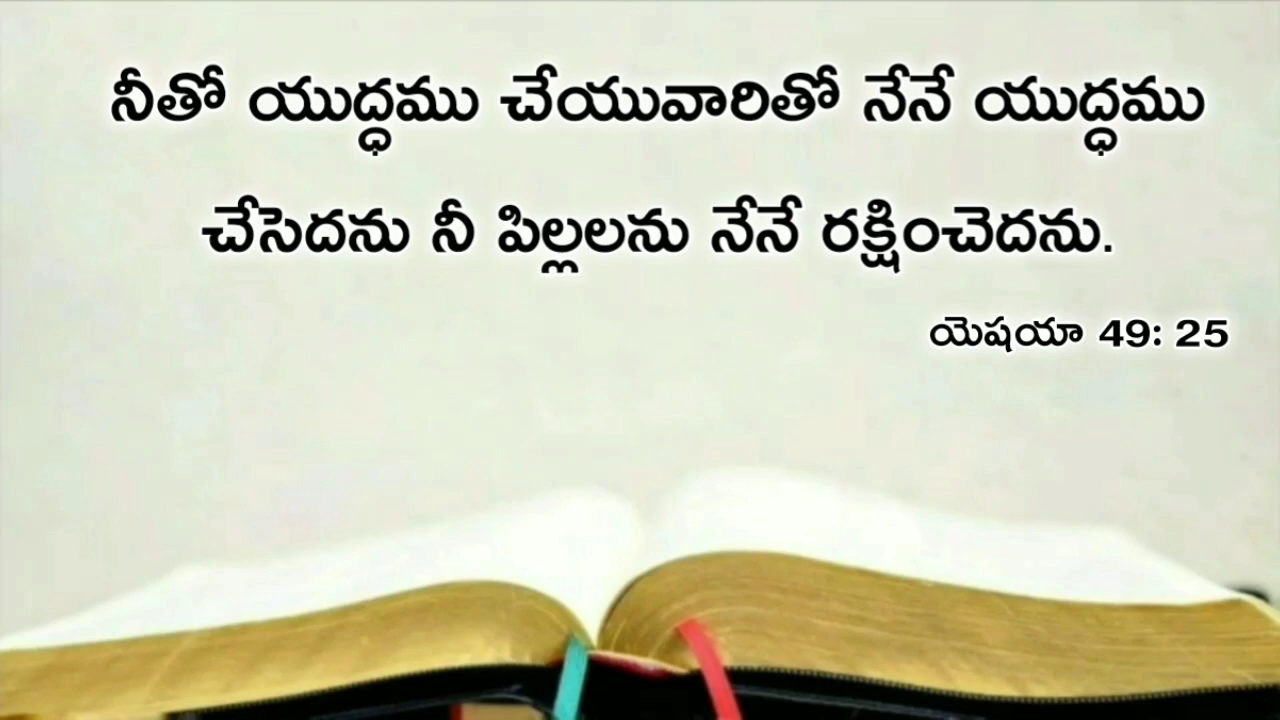 నీతో యుద్ధము చేయువారితో నేనే యుద్ధము
చేసెదను నీ పిల్లలను నేనే రక్షించెదను.
యెషయా 49: 25